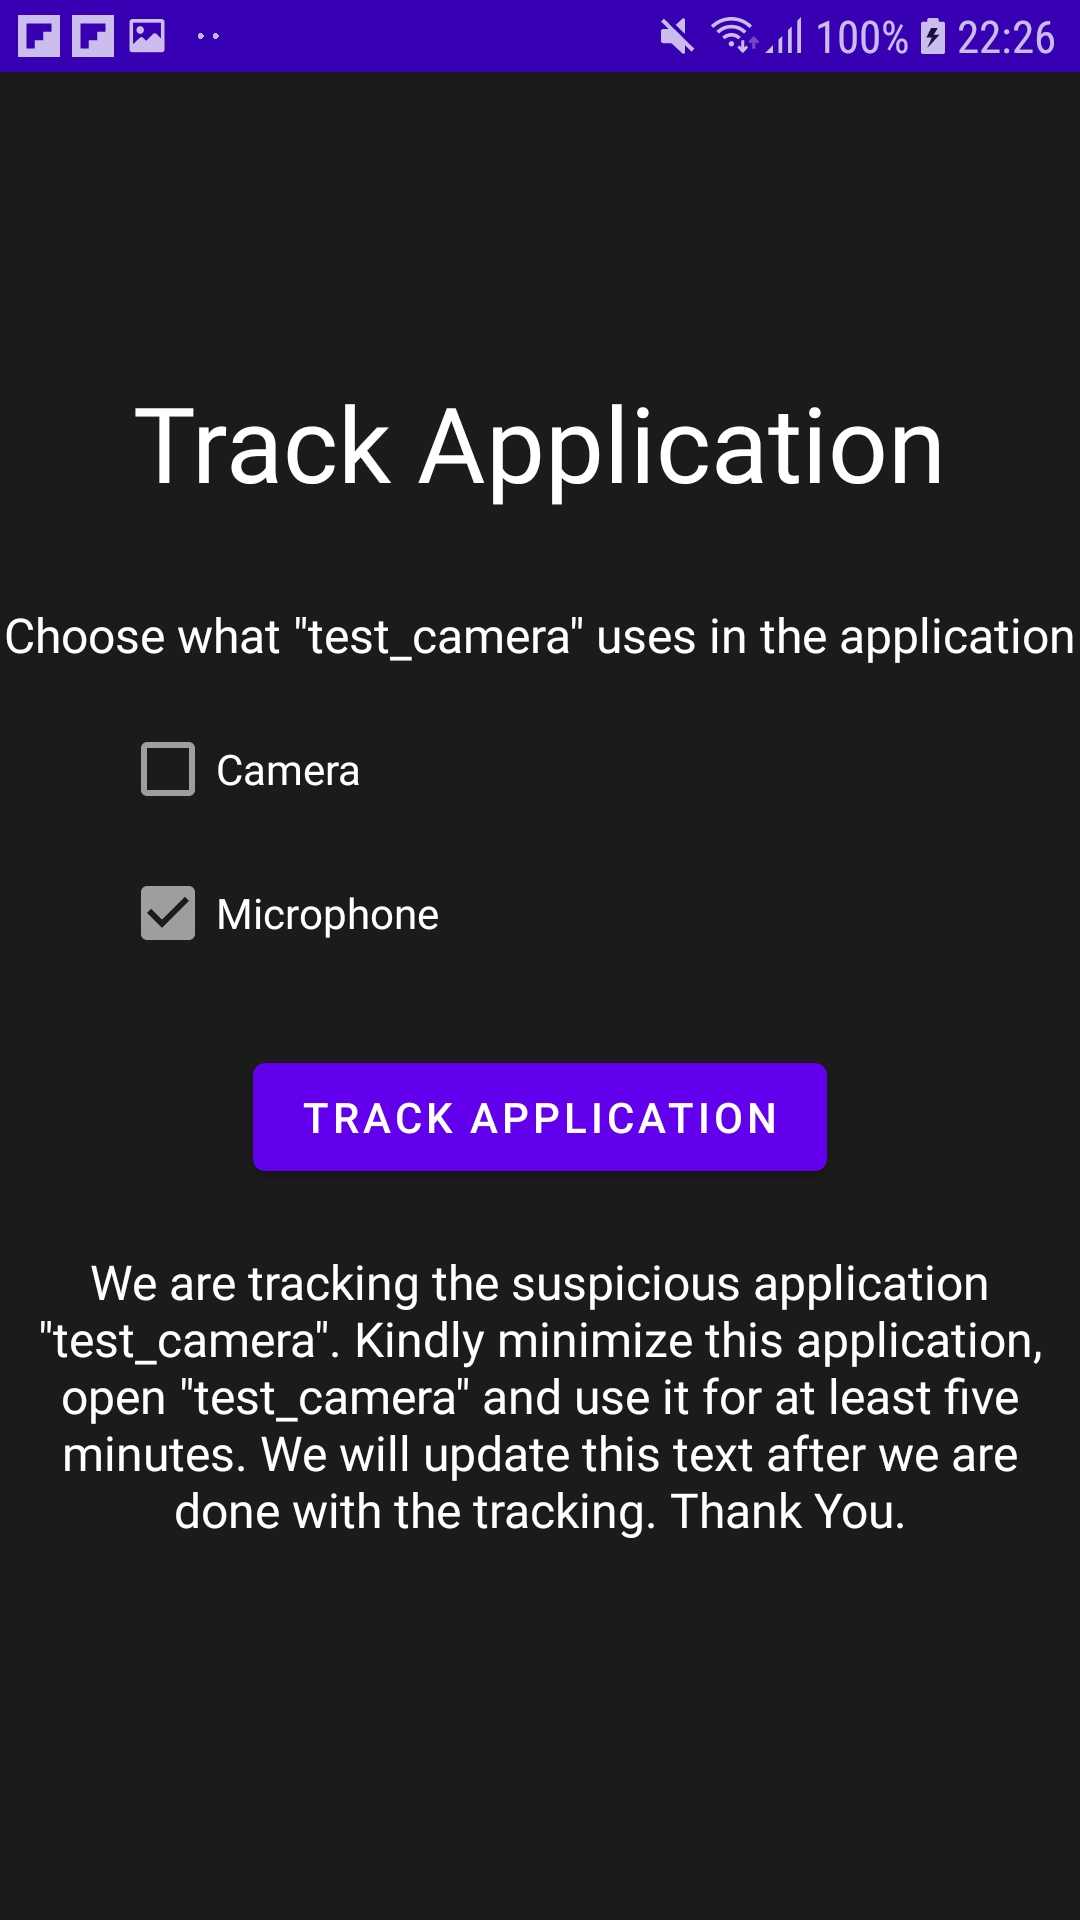 100% 22:26
Track Application
Choose what "test_camera" uses in the application
Camera
Microphone
TRACK APPLICATION
We are tracking the suspicious application
"test_camera". Kindly minimize this application,
open "test_camera" and use it for at least five
minutes. We will update this text after we are
done with the tracking. Thank You.